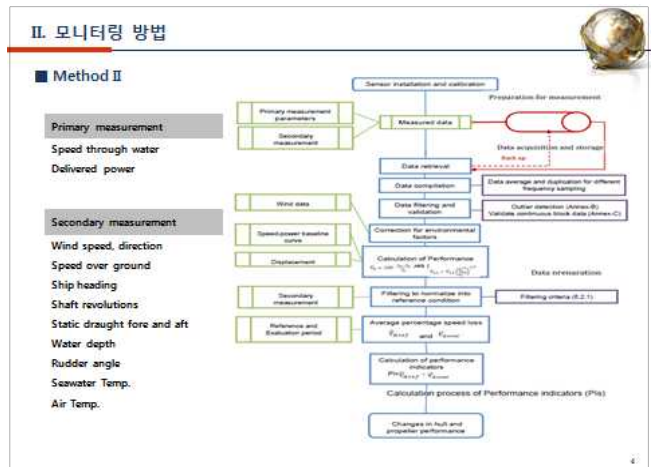 II. 모니터링 방법
Method II
Primary measurement
Speed through water
Delivered power
Secondary measurement
Wind speed, direction
Speed over ground
Ship heading
Shaft revolutions
Static draught fore and aft
Water depth
Rudder angle
Seawater Temp.
Air Temp.
Sensor installation and calibration
Preparation for measurement
Primary measurement
parameters
Secondary
measurement
Measured data
Data acquisition and storage
Back up
Data retrieval
Data compilation
Data average and duplication for different
frequency sampling
Data filtering and
validation
Outlier detection (Annex-B)
Validate continuous block data (Annex-C)
Wind data
Correction for environmental
factors
Speed/power baseline
curve
Displacement
Calculation of Performance
Data preparation
Secondary
measurement
Filtering to normalize into
reference condition
Filtering criteria (6.2.1)
Reference and
Evaluation period
Average percentage speed loss
and
Calculation of performance
indicators
Calculation process of Performance indicators (PIs)
Changes in hull and
propeller performance
4